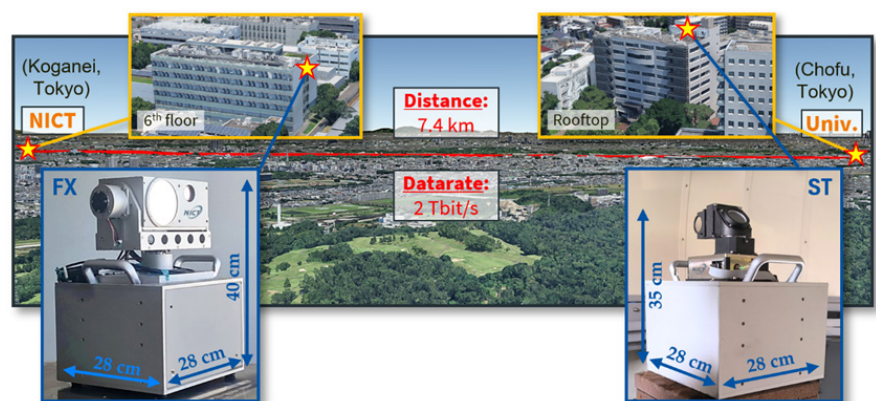 (Koganei,
Tokyo)
NICT
6th floor
Distance:
7.4 km
Datarate:
2 Tbit/s
Rooftop
(Chofu,
Tokyo)
Univ.
FX
NICT
40 cm
28 cm
28 cm
ST
35 cm
28 cm
28 cm